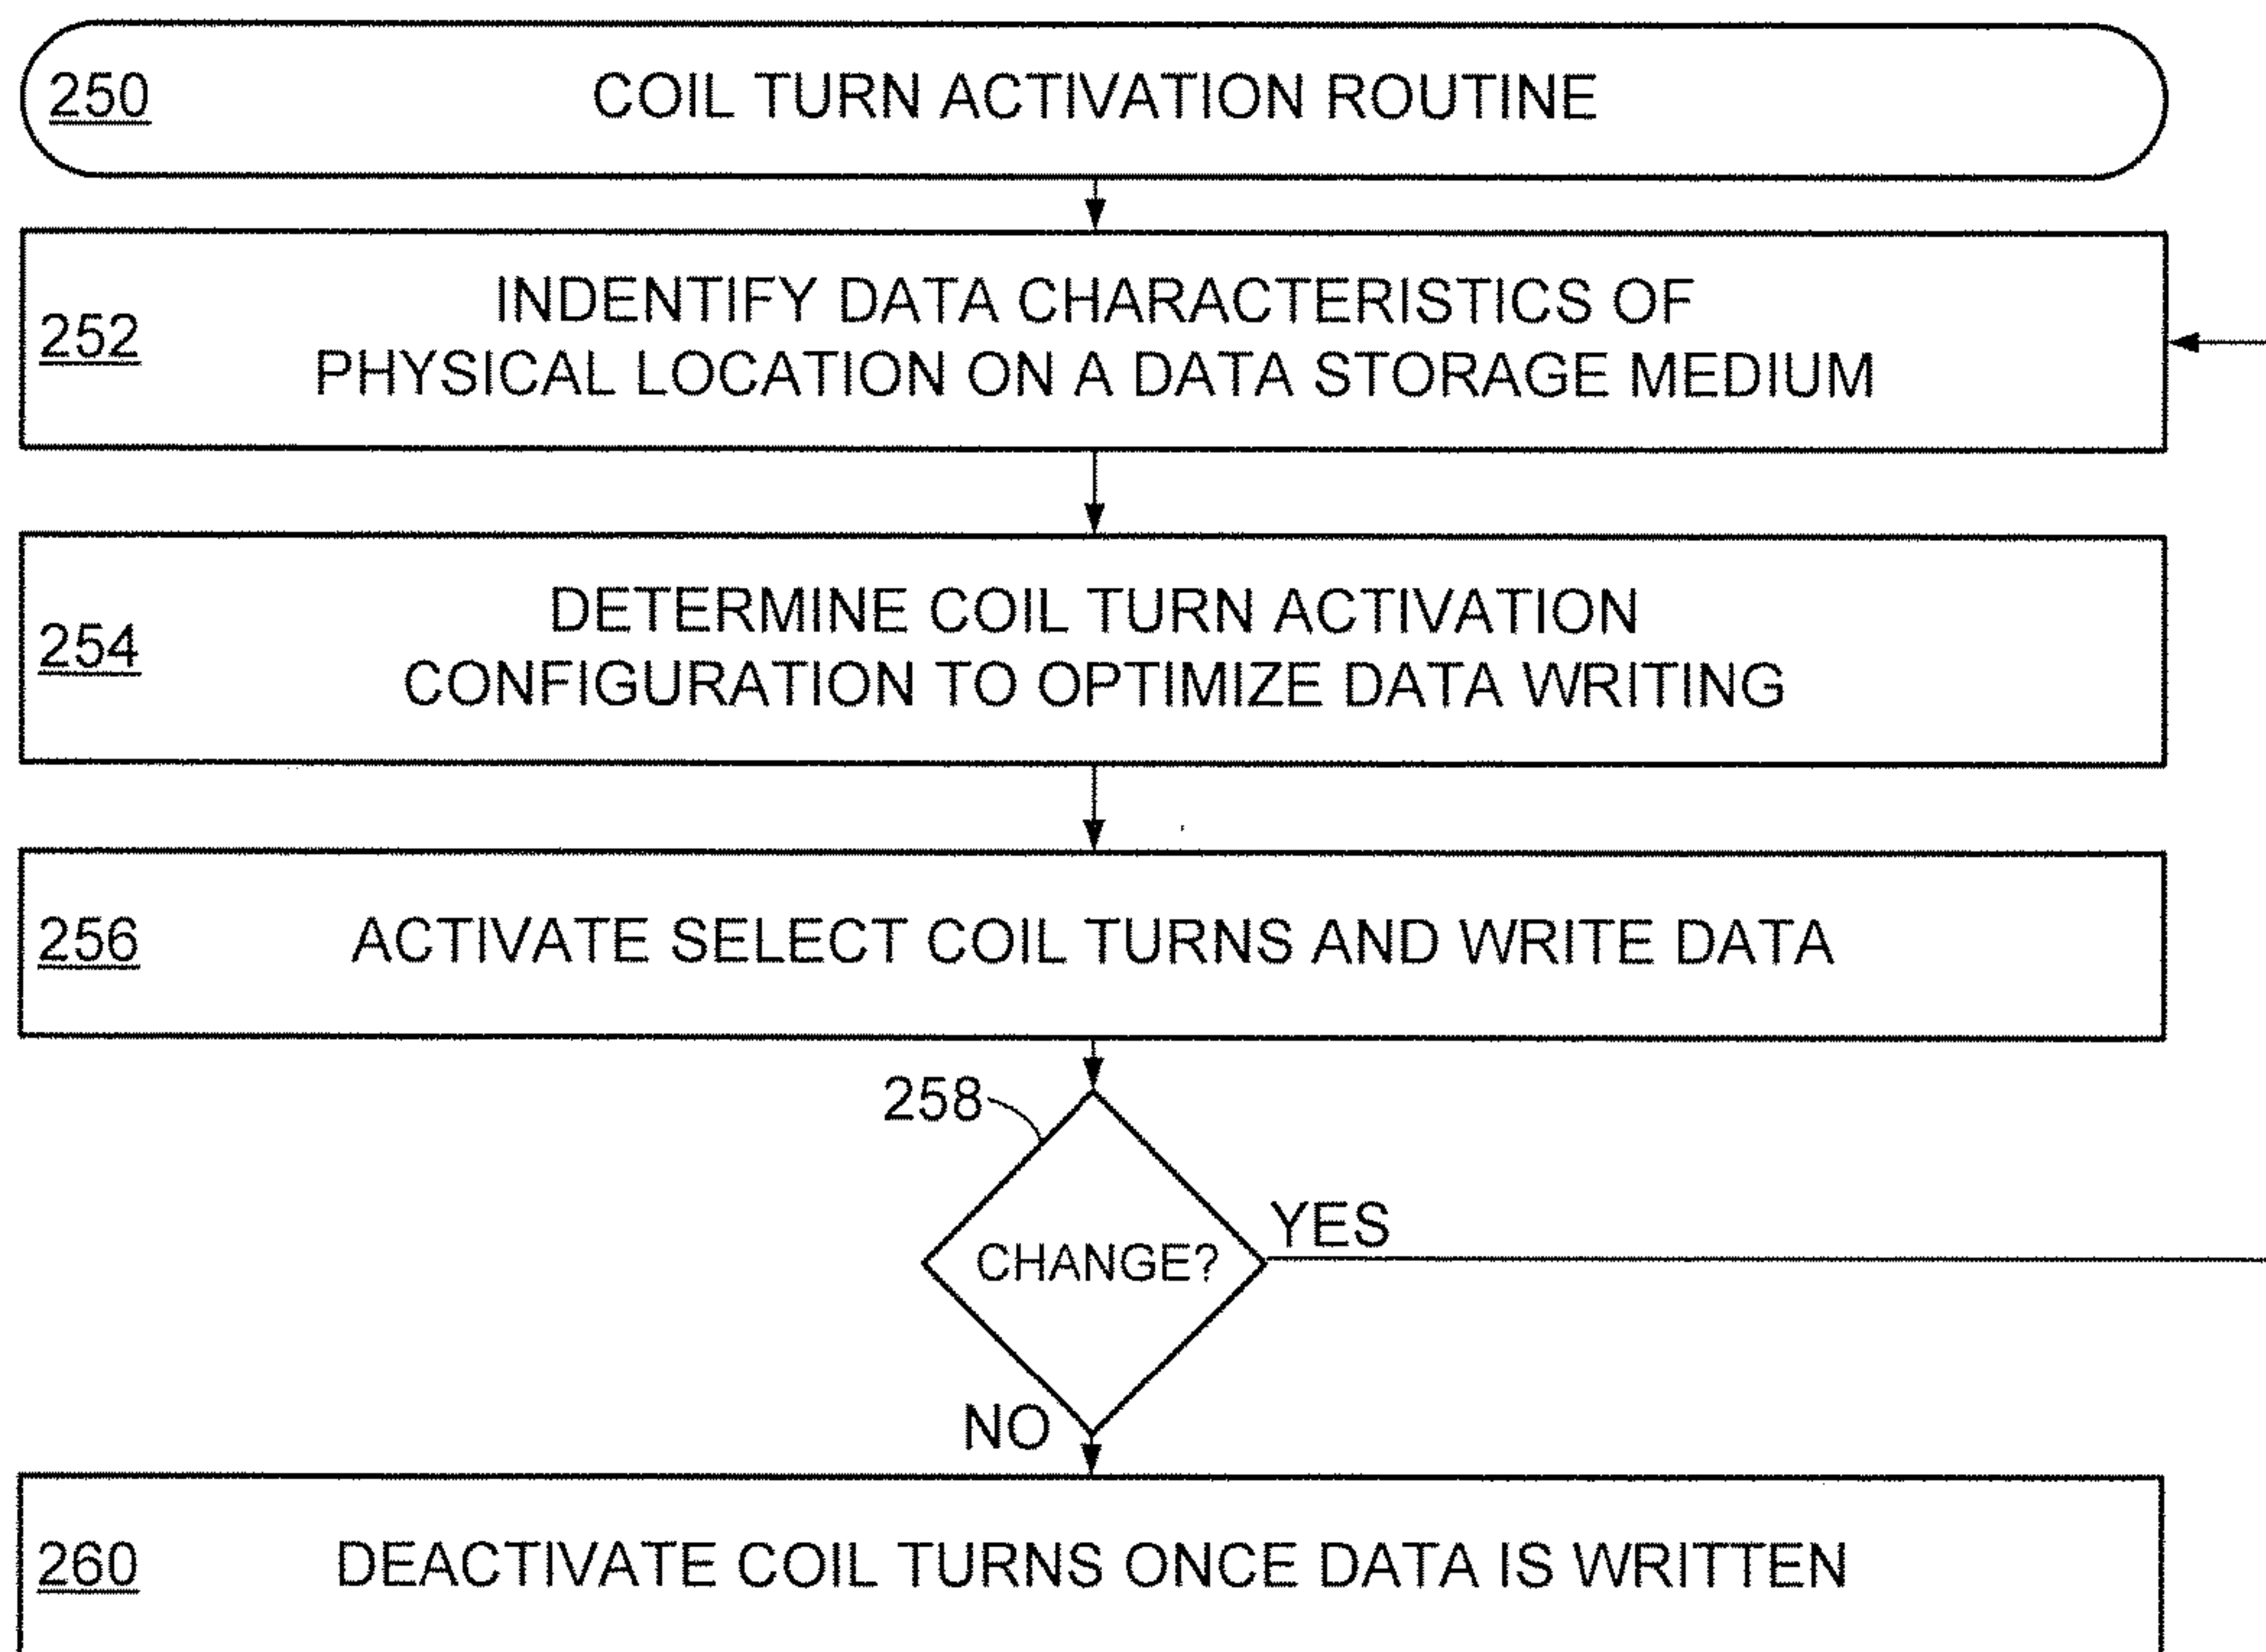 250 COIL TURN ACTIVATION ROUTINE
INDENTIFY DATA CHARACTERISTICS OF
252 PHYSICAL LOCATION ON A DATA STORAGE MEDIUM
DETERMINE COIL TURN ACTIVATION
254 CONFIGURATION TO OPTIMIZE DATA WRITING
256 ACTIVATE SELECT COIL TURNS AND WRITE DATA
258
YES
CHANGE?
NO
260 DEACTIVATE COIL TURNS ONCE DATA IS WRITTEN